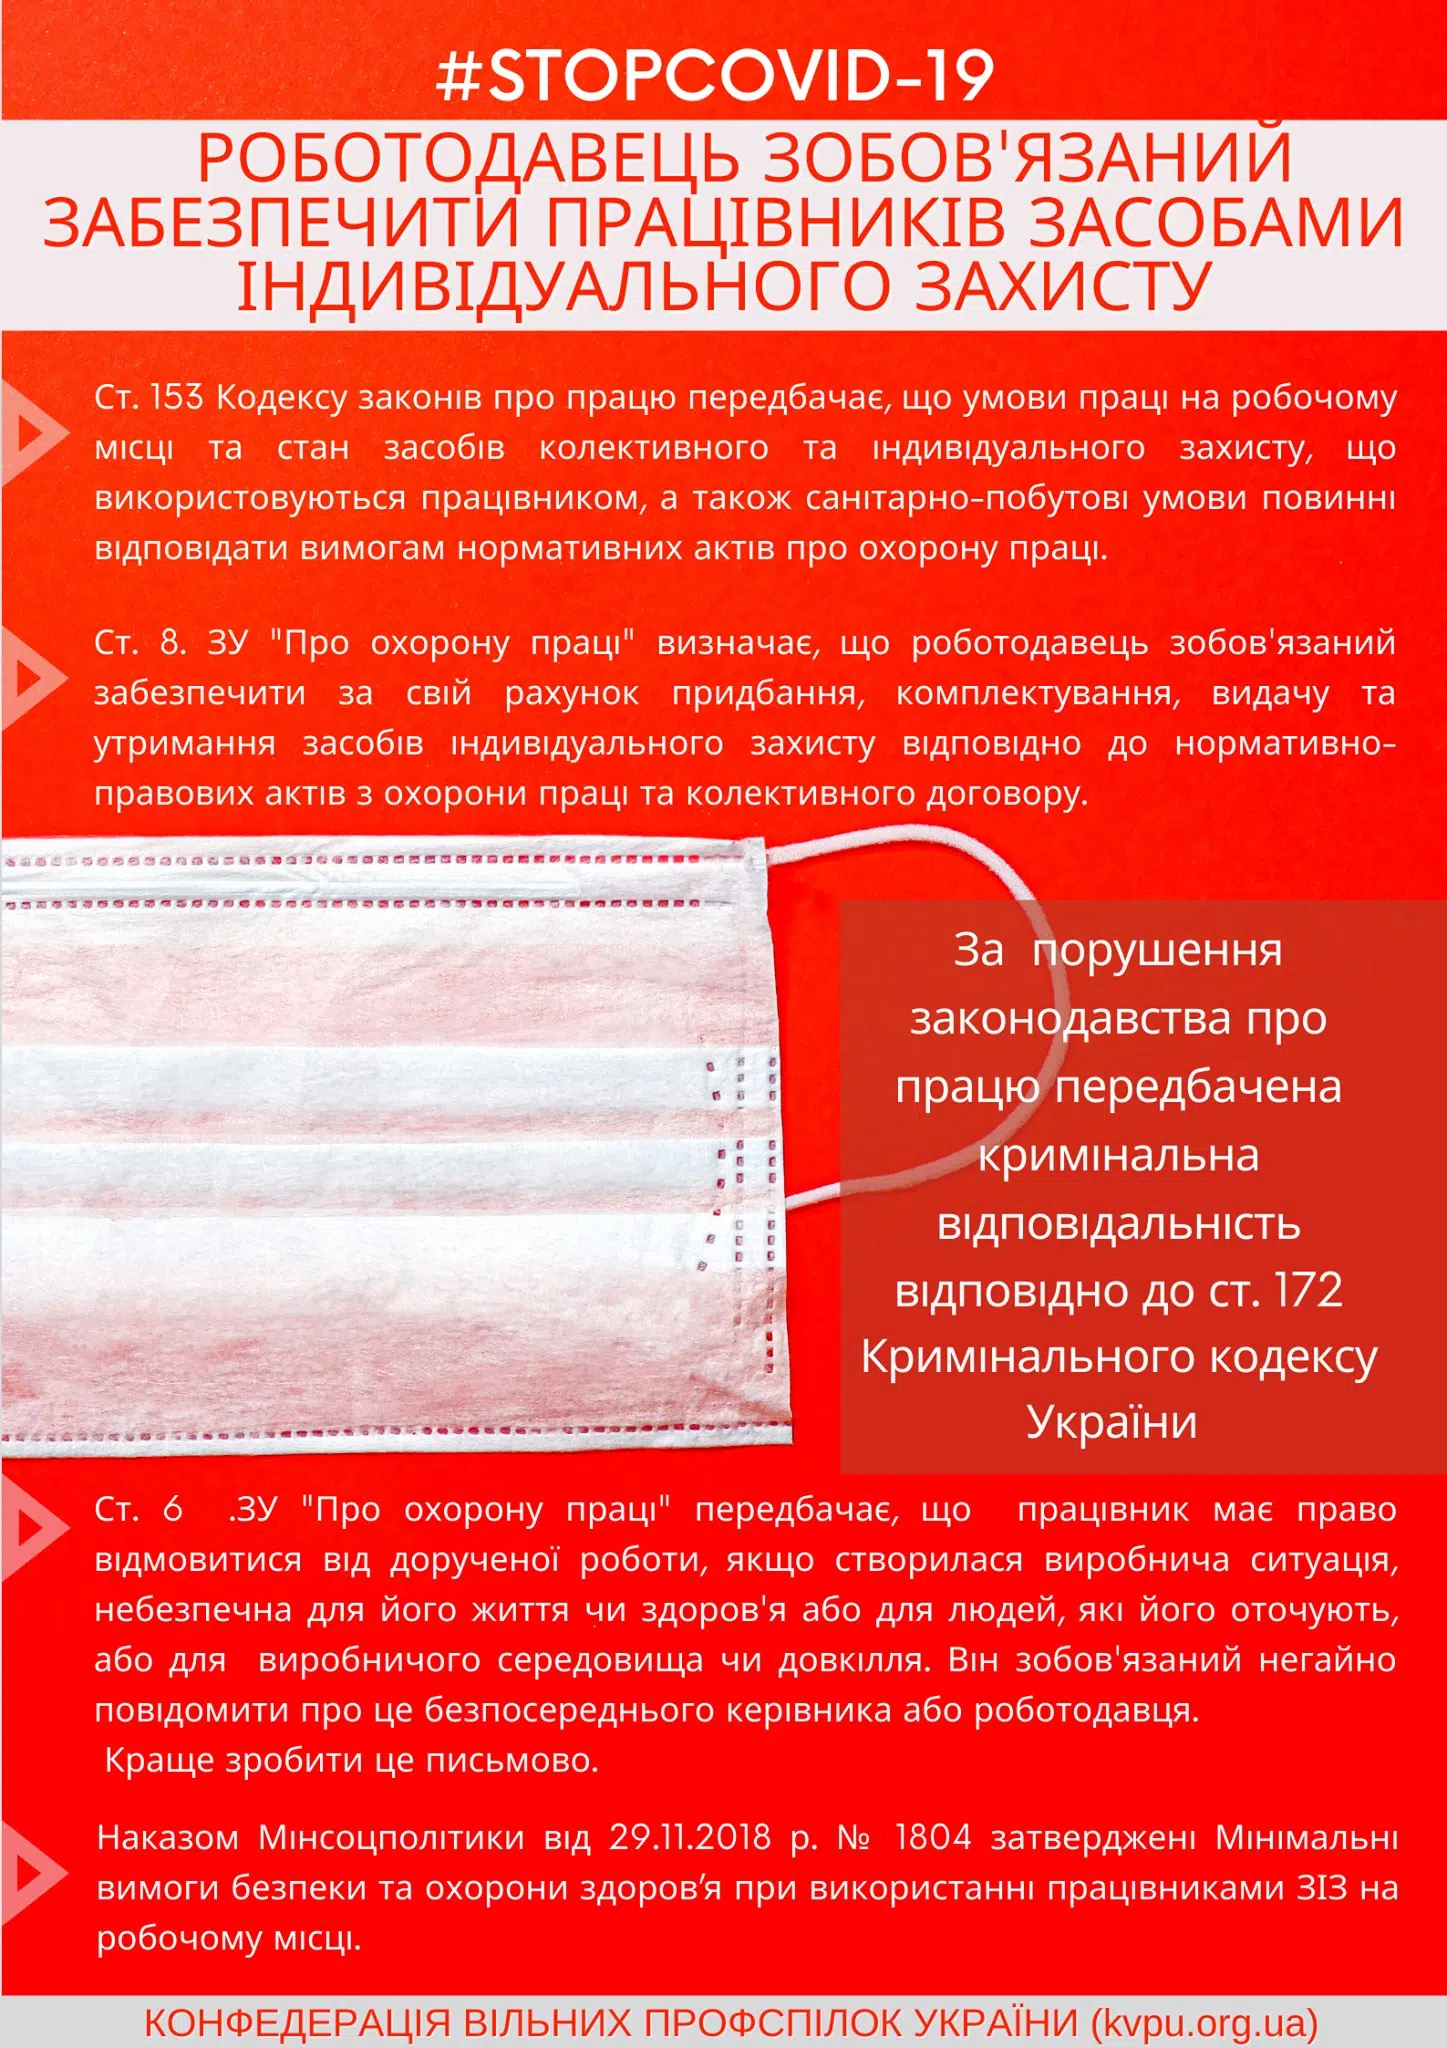 #STOPCOVID-19
РОБОТОДАВЕЦЬ ЗОБОВ'ЯЗАНИЙ
ЗАБЕЗПЕЧИТИ ПРАЦІВНИКІВ ЗАСОБАМИ
ІНДИВІДУАЛЬНОГО ЗАХИСТУ
Ст. 153 Кодексу законів про працю передбачає, що умови праці на робочому
місці та стан засобів колективного та індивідуального захисту, що
використовуються працівником, а також санітарно-побутові умови повинні
відповідати вимогам нормативних актів про охорону праці.
Ст. 8. ЗУ "Про охорону праці" визначає, що роботодавець зобов'язаний
забезпечити за свій рахунок придбання, комплектування, видачу та
утримання засобів індивідуального захисту відповідно до нормативно-
правових актів з охорони праці та колективного договору.
За порушення
законодавства про
працю передбачена
кримінальна
відповідальність
відповідно до ст. 172
Кримінального кодексу
України
Ст. 6 .ЗУ "Про охорону праці" передбачає, що працівник має право
відмовитися від дорученої роботи, якщо створилася виробнича ситуація,
небезпечна для його життя чи здоров'я або для людей, які його оточують,
або для виробничого середовища чи довкілля. Він зобов'язаний негайно
повідомити про це безпосереднього керівника або роботодавця.
Краще зробити це письмово.
Наказом Мінсоцполітики від 29.11.2018 р. № 1804 затверджені Мінімальні
вимоги безпеки та охорони здоров’я при використанні працівниками ЗІЗ на
робочому місці.
КОНФЕДЕРАЦІЯ ВІЛЬНИХ ПРОФСПІЛОК УКРАЇНИ (kvpu.org.ua)